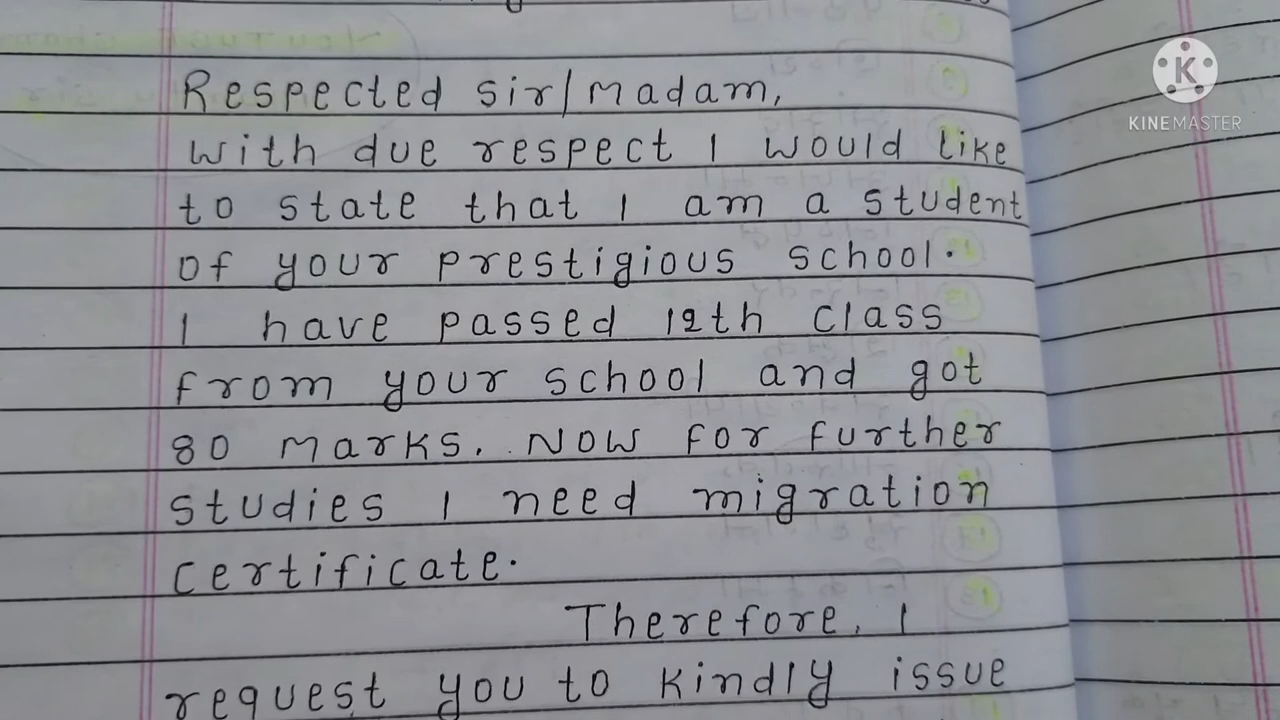 Respected sir/madam,
with due respect I would like
to state that I am a student
of your prestigious school.
I have passed 12th class
from your school and got
80 marks. Now for further
studies I need migration
certificate.
Therefore, I
request you to kindly issue
K
KINEMASTER